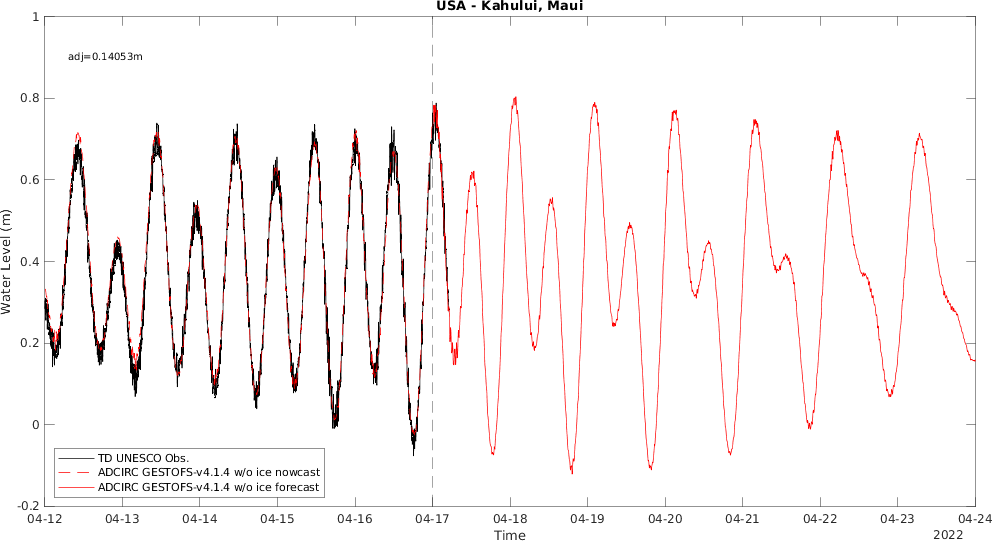 USA - Kahului, Maui
adj=0.14053m
1
0.8
0.6
0.4
0.2
0
-0.2
Water Level (m)
TD UNESCO Obs.
ADCIRC GESTOFS-v4.1.4 w/o ice nowcast
ADCIRC GESTOFS-v4.1.4 w/o ice forecast
04-12 04-13 04-14 04-15 04-16 04-17 04-18 04-19 04-20 04-21 04-22 04-23 04-24
Time
2022